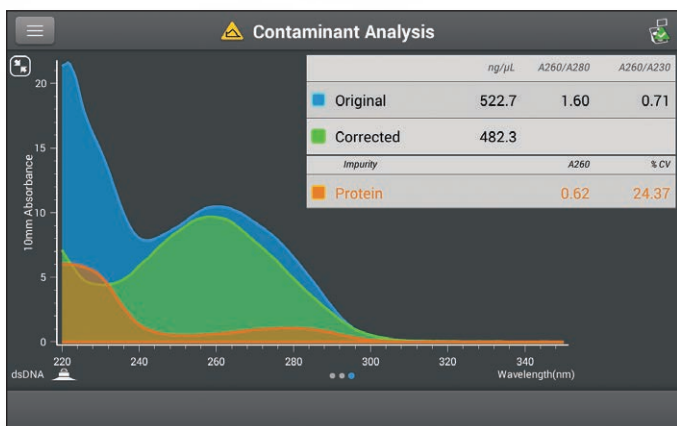 Contaminant Analysis
ng/µL A260/A280 A260/A230
Original 522.7 1.60 0.71
Corrected 482.3
Impurity A260 % CV
Protein 0.62 24.37
10mm Absorbance
20
15
10
5
0
220 240 260 280 300 320 340
dsDNA
Wavelength(nm)